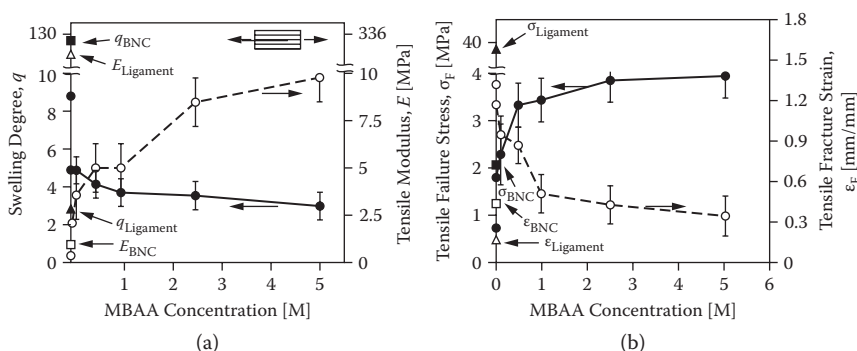 130
10
8
6
4
2
0
Swelling Degree, q
q_BNC
E_Ligament
q_Ligament
E_BNC
336
10
7.5
5
2.5
0
Tensile Modulus, E [MPa]
1 2 3 4 5
MBAA Concentration [M]
(a)
40
4
3
2
1
0
Tensile Failure Stress, σ_F [MPa]
σ_Ligament
σ_BNC
ε_BNC
ε_Ligament
1.8
1.5
1.2
0.9
0.6
0.3
0
Tensile Fracture Strain,
ε_F [mm/mm]
0 1 2 3 4 5 6
MBAA Concentration [M]
(b)